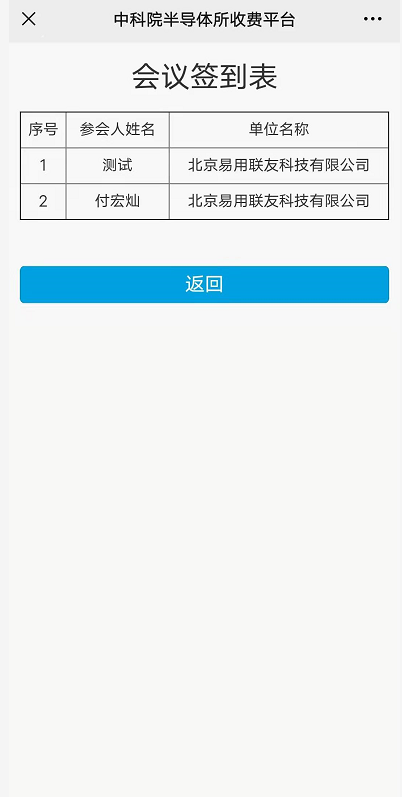 中科院半导体所收费平台
会议签到表
序号 参会人姓名 单位名称
1 测试 北京易用联友科技有限公司
2 付宏灿 北京易用联友科技有限公司
返回